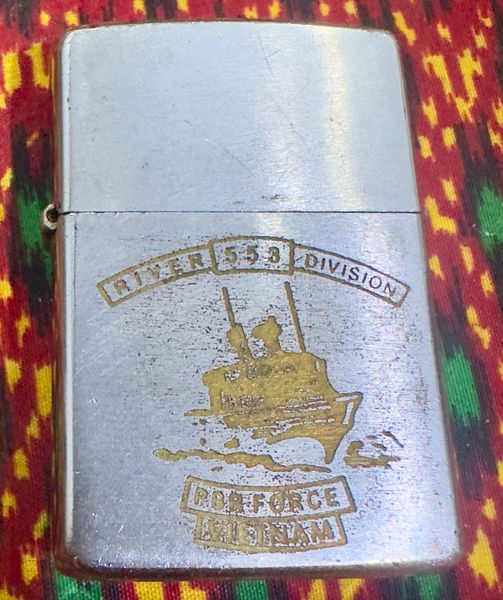 RIVER 553 DIVISION
PBR FORCE
VIETNAM